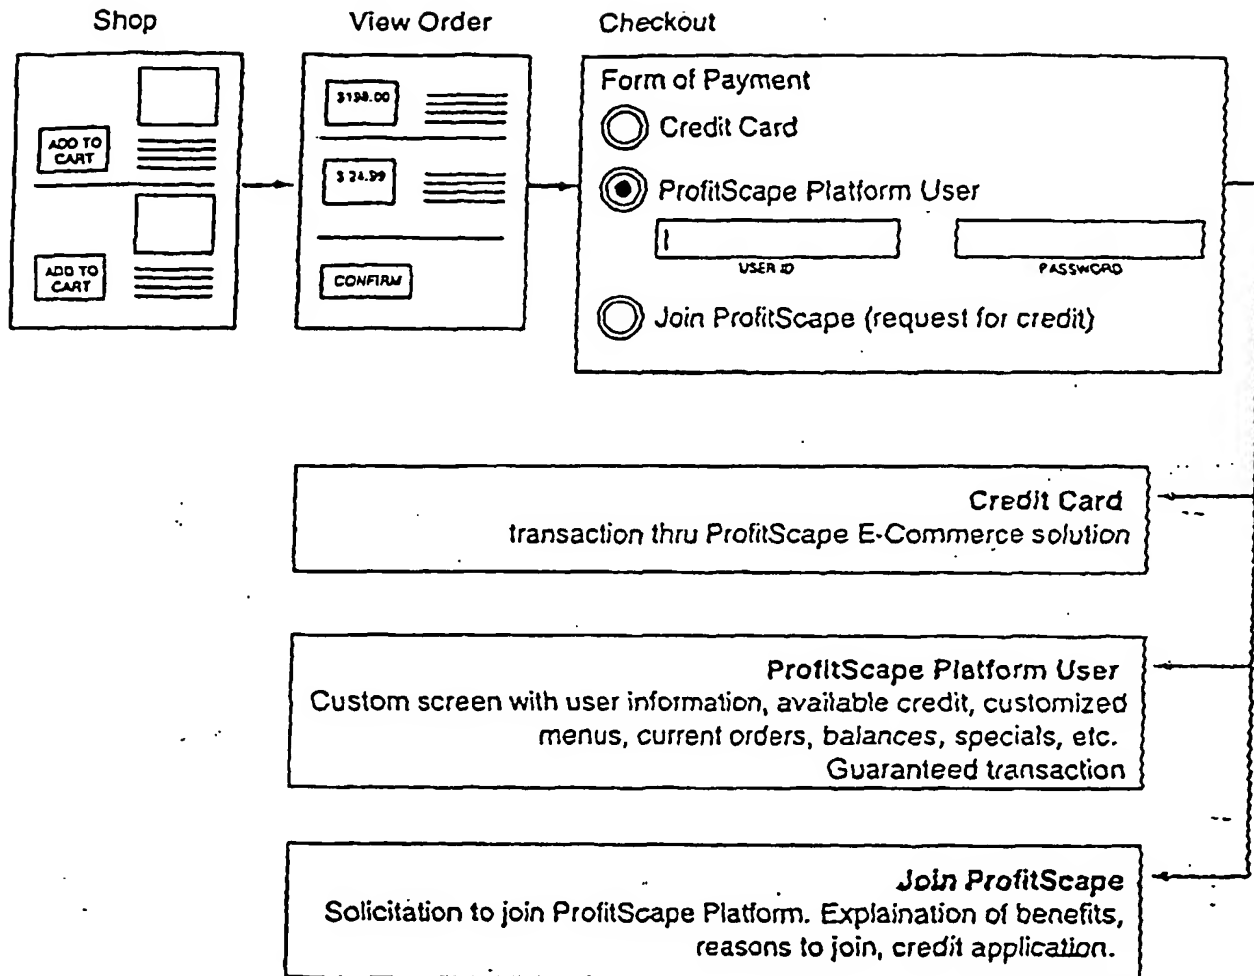 Shop
View Order
Checkout
ADD TO
CART
ADD TO
CART
$198.00
$24.99
CONFIRM
Form of Payment
Credit Card
ProfitScape Platform User
USER ID
PASSWORD
Join ProfitScape (request for credit)
Credit Card
transaction thru ProfitScape E-Commerce solution
ProfitScape Platform User
Custom screen with user information, available credit, customized
menus, current orders, balances, specials, etc.
Guaranteed transaction
Join ProfitScape
Solicitation to join ProfitScape Platform. Explaination of benefits,
reasons to join, credit application.